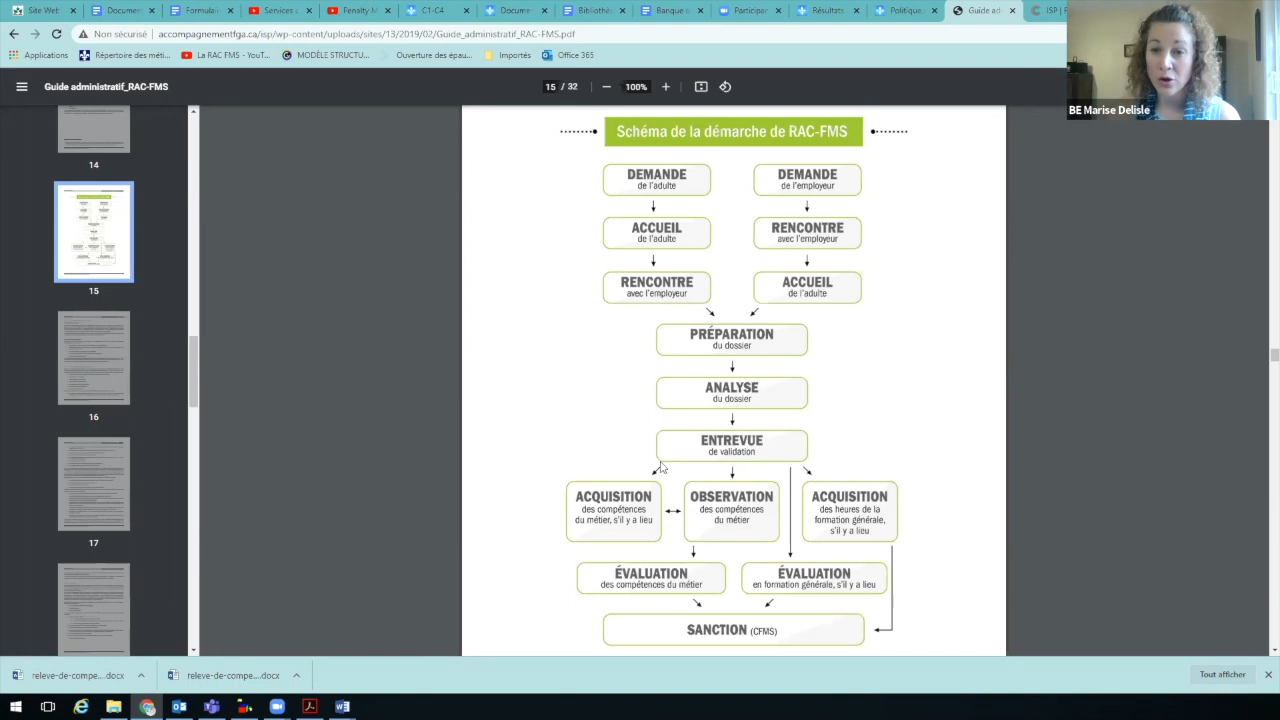 Site Web
Document
Formulain
Services c
Penalty M
C1-C4
Docume
Bibliothè
Banque o
Participar
Résultats
Politique
Guide adm
ISP | R
Non sécurisé | accompagnementfga.ca/isp/wp-content/uploads/sites/13/2019/02/Guide_administratif_RAC-FMS.pdf
Applications
Répertoire des méti...
La RAC FMS - YouT...
MODÈLE STRUCTU...
Ouverture des épau...
Importés
Office 365
Guide administratif_RAC-FMS
15 / 32
100%
BE Marise Delisle
14
15
16
17
Schéma de la démarche de RAC-FMS
DEMANDE
de l'adulte
DEMANDE
de l'employeur
ACCUEIL
de l'adulte
RENCONTRE
avec l'employeur
RENCONTRE
avec l'employeur
ACCUEIL
de l'adulte
PRÉPARATION
du dossier
ANALYSE
du dossier
ENTREVUE
de validation
ACQUISITION
des compétences
du métier, s'il y a lieu
OBSERVATION
des compétences
du métier
ACQUISITION
des heures de la
formation générale,
s'il y a lieu
ÉVALUATION
des compétences du métier
ÉVALUATION
en formation générale, s'il y a lieu
SANCTION (CFMS)
releve-de-compe....docx
releve-de-compe....docx
Tout afficher